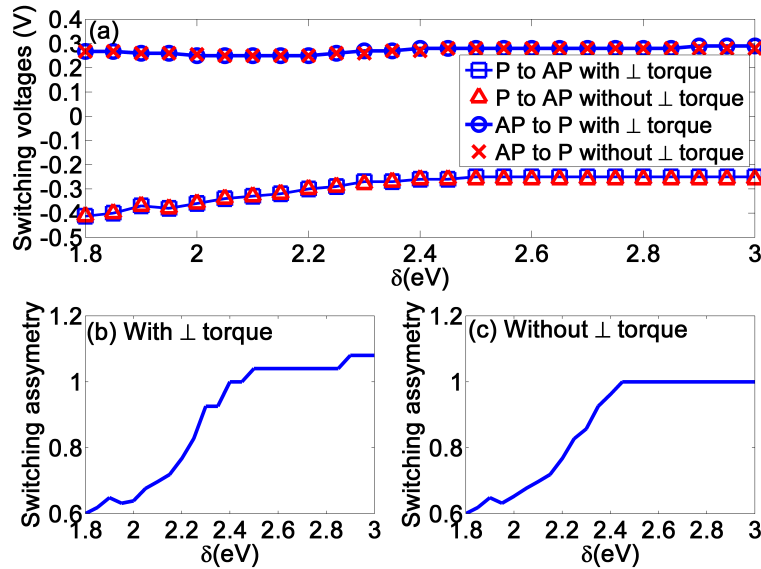 (a)
Switching voltages (V)
0.4
0.3
0.2
0.1
0
-0.1
-0.2
-0.3
-0.4
-0.5
P to AP with ⊥ torque
P to AP without ⊥ torque
AP to P with ⊥ torque
AP to P without ⊥ torque
1.8 2 2.2 2.4 2.6 2.8 3
δ(eV)
(b) With ⊥ torque
Switching assymetry
1.2
1
0.8
0.6
1.8 2 2.2 2.4 2.6 2.8 3
δ(eV)
(c) Without ⊥ torque
Switching assymetry
1.2
1
0.8
0.6
1.8 2 2.2 2.4 2.6 2.8 3
δ(eV)